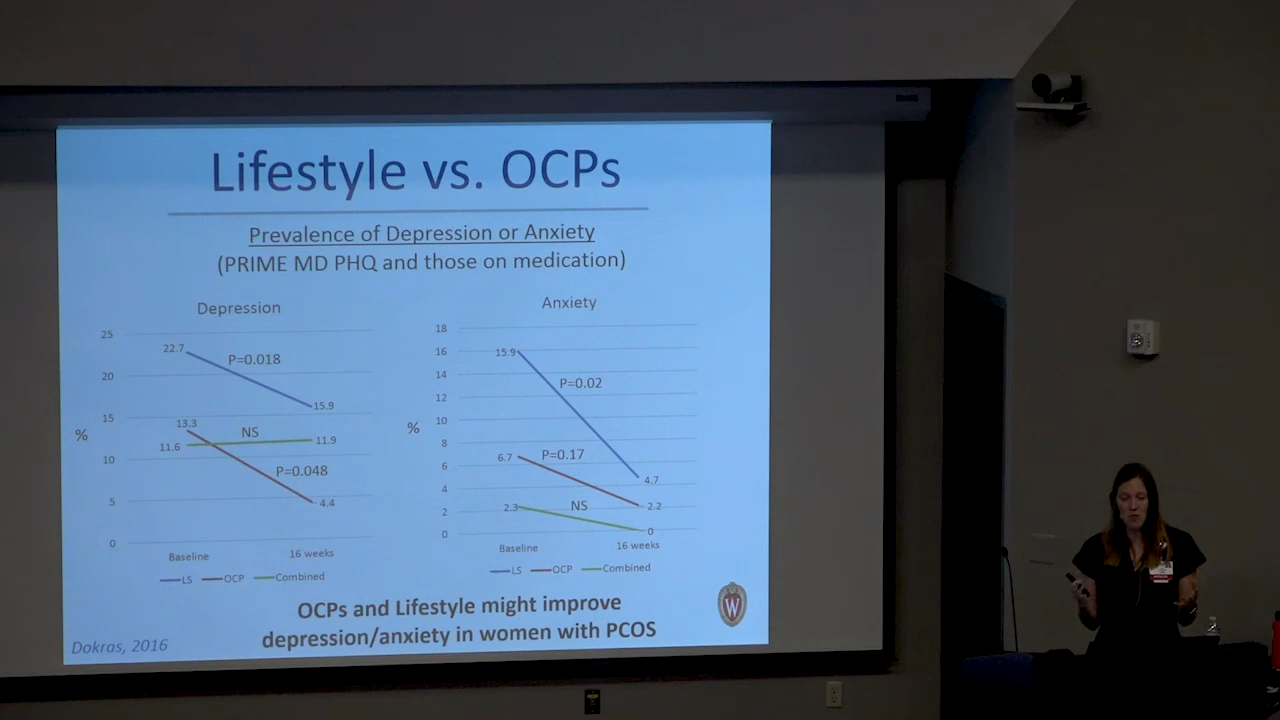 Lifestyle vs. OCPs
Prevalence of Depression or Anxiety
(PRIME MD PHQ and those on medication)
Depression
25
20
15
10
5
0
%
22.7
P=0.018
15.9
13.3
NS
11.6
11.9
P=0.048
4.4
Baseline
16 weeks
LS OCP Combined
Anxiety
18
16
14
12
10
8
6
4
2
0
%
15.9
P=0.02
6.7
P=0.17
4.7
2.3
NS
2.2
0
Baseline
16 weeks
LS OCP Combined
OCPs and Lifestyle might improve
depression/anxiety in women with PCOS
Dokras, 2016
W